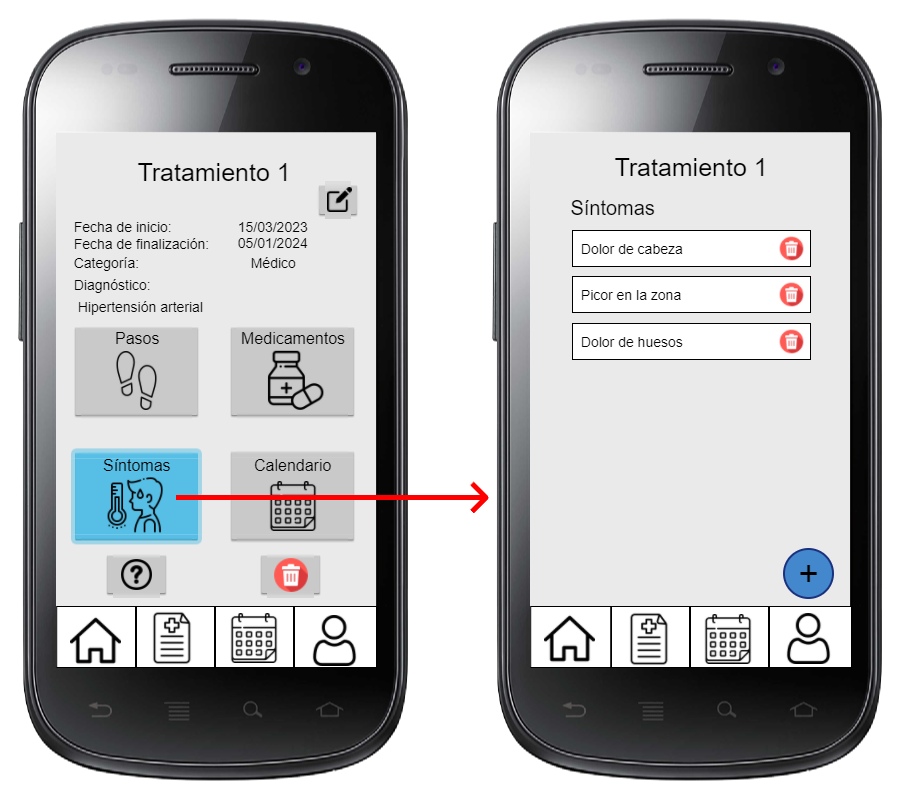 Tratamiento 1
Fecha de inicio: 15/03/2023
Fecha de finalización: 05/01/2024
Categoría: Médico
Diagnóstico:
Hipertensión arterial
Pasos Medicamentos
Síntomas Calendario
?
Tratamiento 1
Síntomas
Dolor de cabeza
Picor en la zona
Dolor de huesos
+